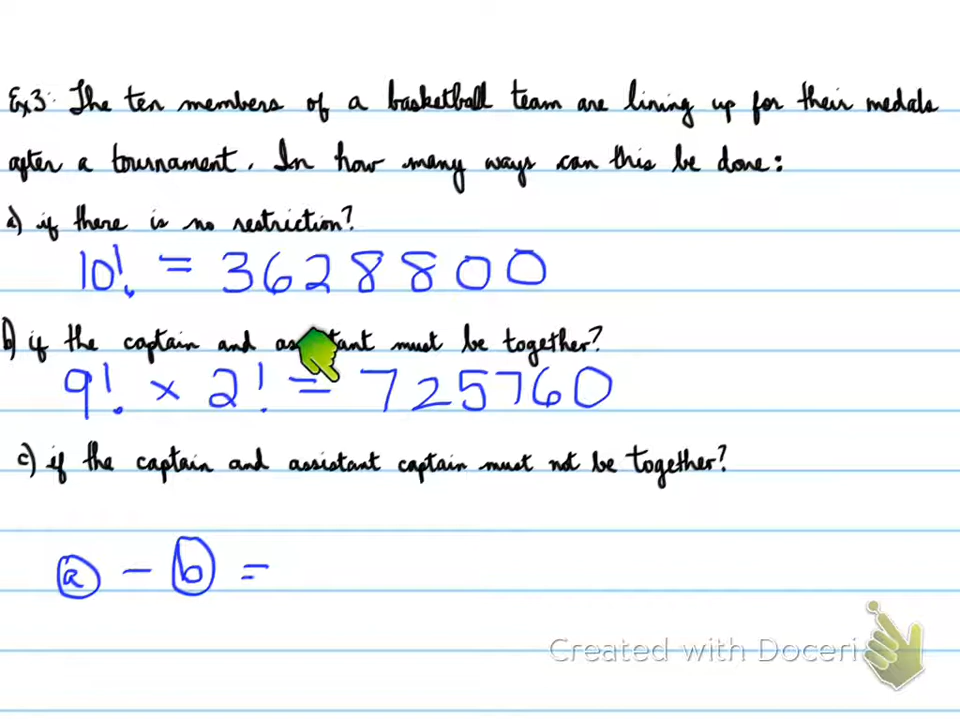 Ex3: The ten members of a basketball team are lining up for their medals
after a tournament. In how many ways can this be done:
a) if there is no restriction?
10! = 3628800
b) if the captain and must be together?
9! × 2! = 725760
c) if the captain and assistant captain must not be together?
a - b =
Created with Doceri